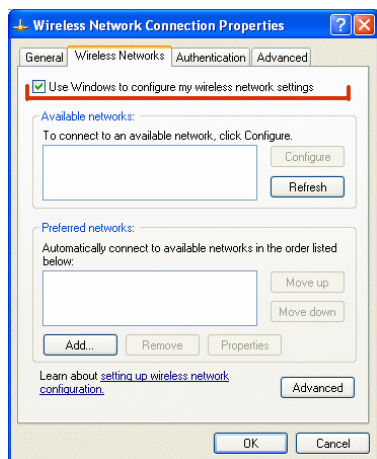 Wireless Network Connection Properties
General Wireless Networks Authentication Advanced
Use Windows to configure my wireless network settings
Available networks:
To connect to an available network, click Configure.
Configure
Refresh
Preferred networks:
Automatically connect to available networks in the order listed
below:
Move up
Move down
Add... Remove Properties
Learn about setting up wireless network
configuration.
Advanced
OK Cancel